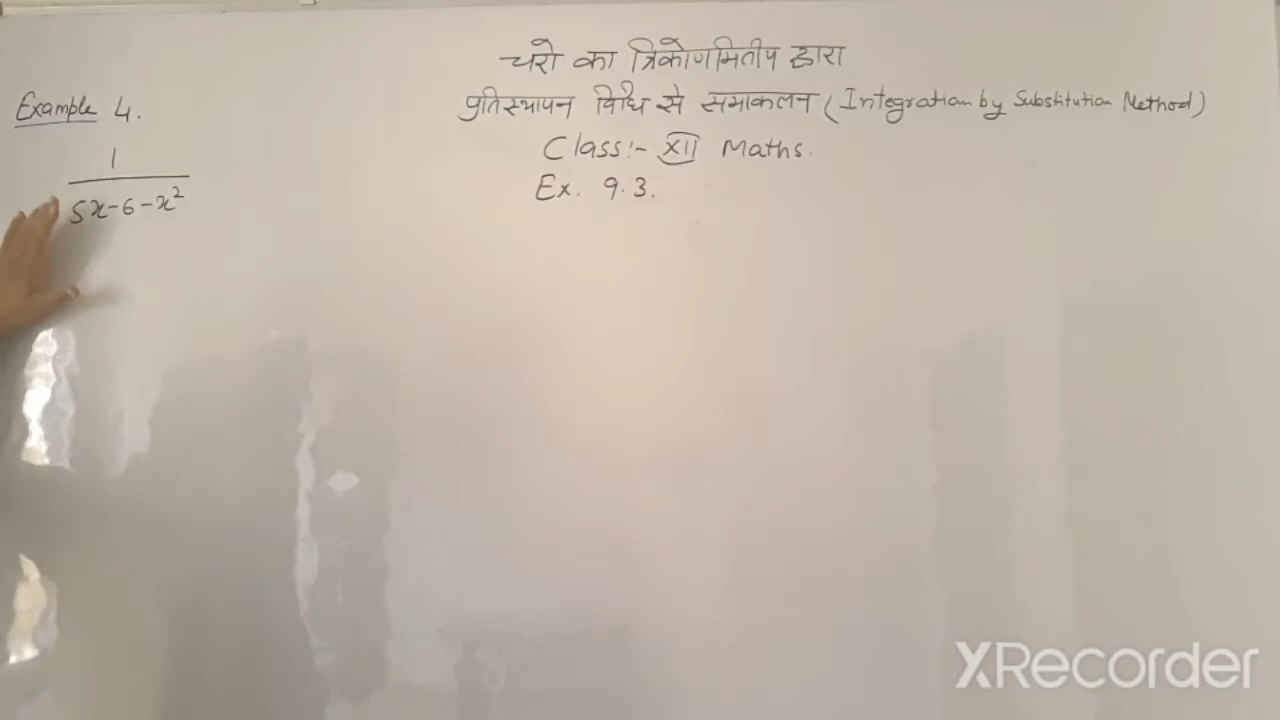 चरो का त्रिकोणमितीय द्वारा
प्रतिस्थापन विधि से समाकलन (Integration by Substitution Method)
Class:- XII Maths.
Ex. 9.3.
Example 4.
1
5x-6-x²
XRecorder